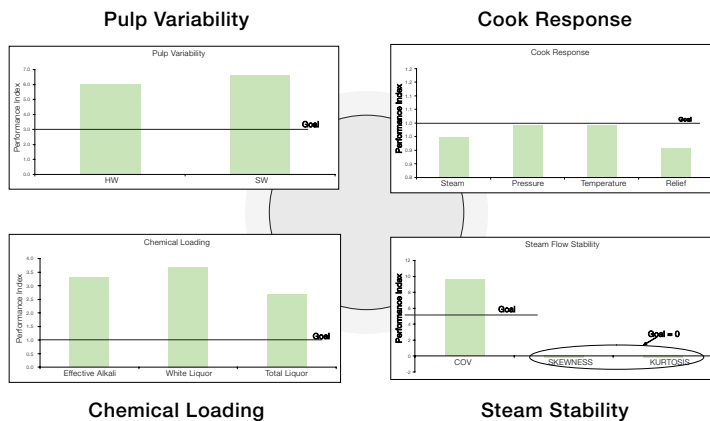 Pulp Variability
Pulp Variability
Performance Index
7.0
6.0
5.0
4.0
3.0
2.0
1.0
0.0
Goal
HW
SW
Cook Response
Cook Response
Performance Index
1.2
1.2
1.0
1.0
0.9
0.9
0.8
Goal
Steam
Pressure
Temperature
Relief
Chemical Loading
Performance Index
4.0
3.5
3.0
2.5
2.0
1.5
1.0
0.5
0.0
Goal
Effective Alkali
White Liquor
Total Liquor
Chemical Loading
Steam Flow Stability
Performance Index
12
10
8
6
4
2
0
-2
Goal
Goal = 0
COV
SKEWNESS
KURTOSIS
Steam Stability